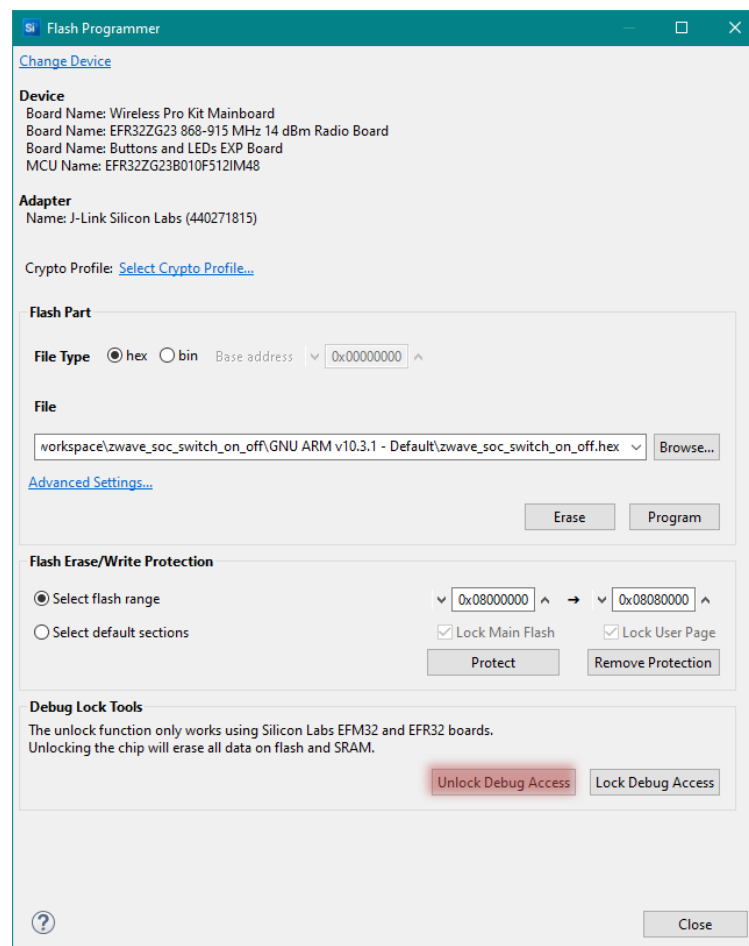 Si Flash Programmer
Change Device
Device
Board Name: Wireless Pro Kit Mainboard
Board Name: EFR32ZG23 868-915 MHz 14 dBm Radio Board
Board Name: Buttons and LEDs EXP Board
MCU Name: EFR32ZG23B010F512IM48
Adapter
Name: J-Link Silicon Labs (440271815)
Crypto Profile: Select Crypto Profile...
Flash Part
File Type hex bin Base address 0x00000000
File
workspace\zwave_soc_switch_on_off\GNU ARM v10.3.1 - Default\zwave_soc_switch_on_off.hex Browse...
Advanced Settings...
Erase Program
Flash Erase/Write Protection
Select flash range 0x08000000 → 0x08080000
Select default sections Lock Main Flash Lock User Page
Protect Remove Protection
Debug Lock Tools
The unlock function only works using Silicon Labs EFM32 and EFR32 boards.
Unlocking the chip will erase all data on flash and SRAM.
Unlock Debug Access Lock Debug Access
? Close